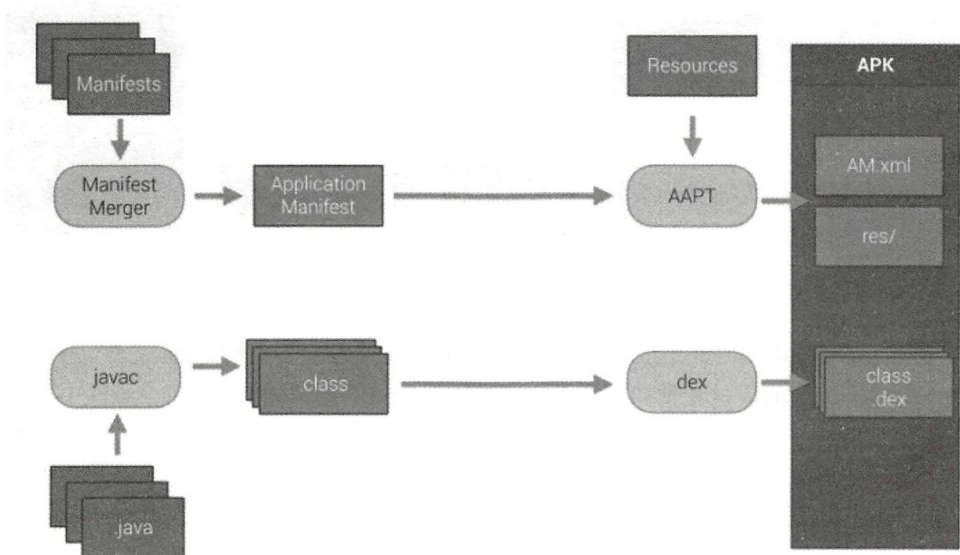 Manifests
Resources
APK
Manifest
Merger
Application
Manifest
AAPT
AM.xml
res/
javac
.class
dex
class
.dex
.java